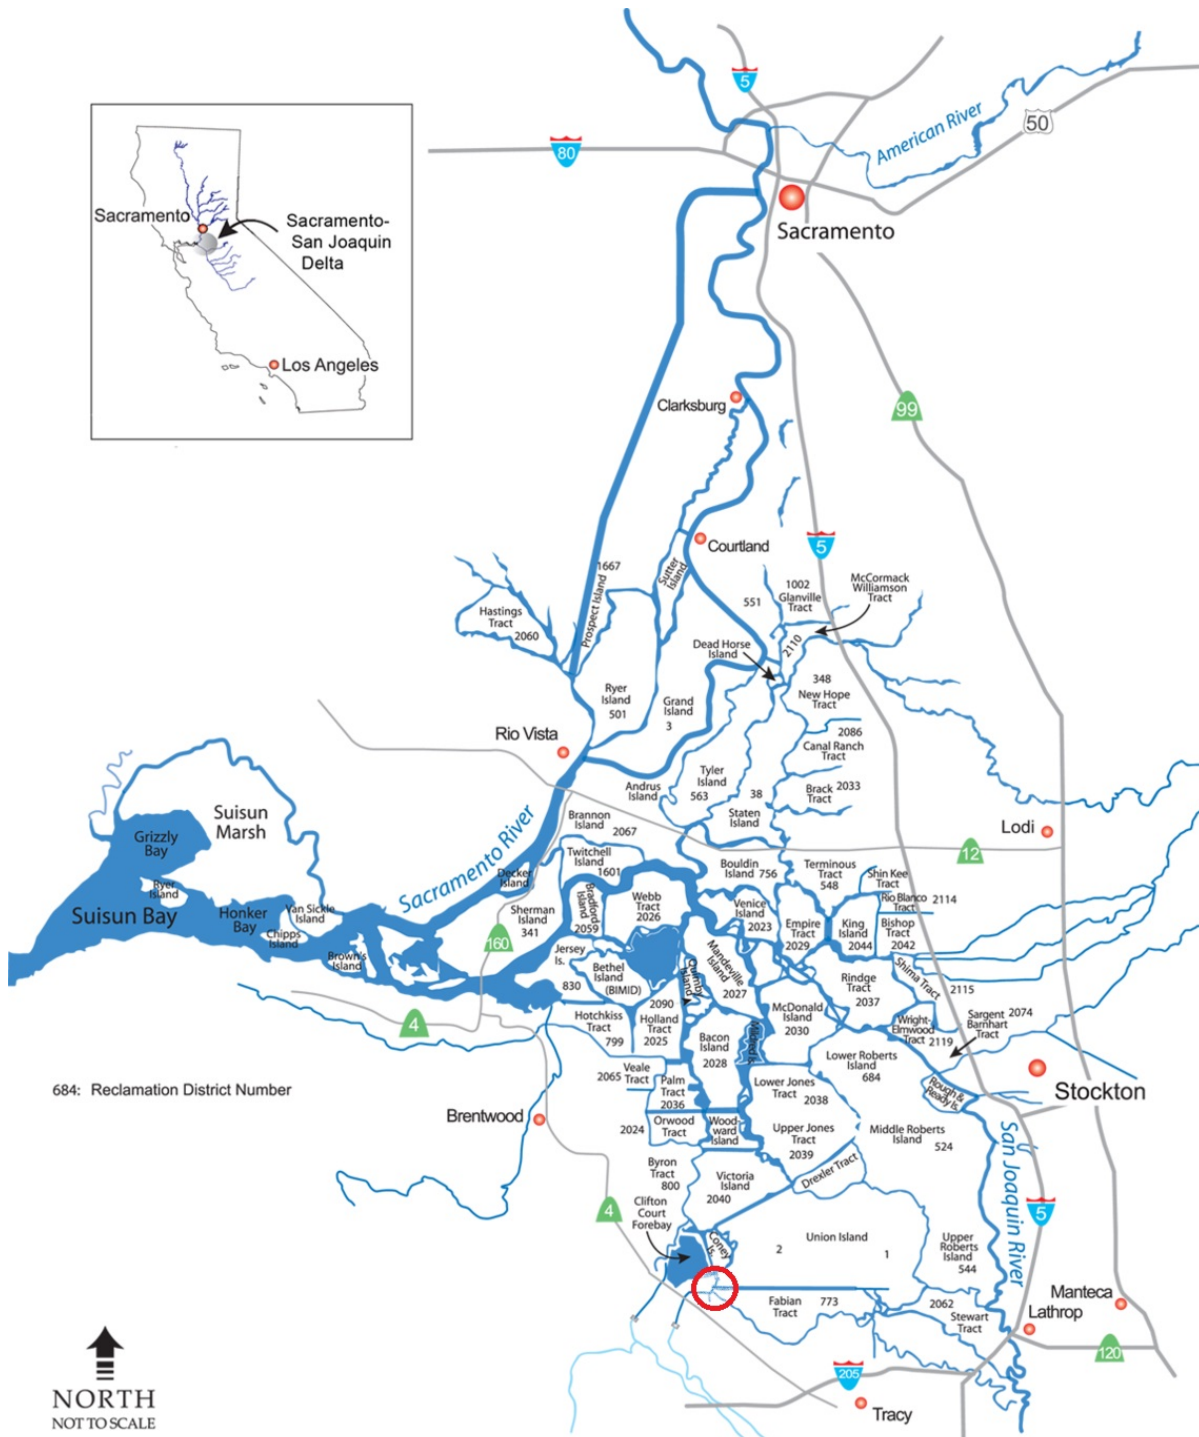 5
American River
50
80
Sacramento
Sacramento
Sacramento-
San Joaquin
Delta
Los Angeles
Clarksburg
99
Courtland
5
Sutter
Island
1667
Prospect Island
551
1002
Glanville
Tract
McCormack
Williamson
Tract
Hastings
Tract
2060
Dead Horse
Island
2110
348
New Hope
Tract
Ryer
Island
501
Grand
Island
3
Rio Vista
2086
Canal Ranch
Tract
Tyler
Island
563
Andrus
Island
38
Staten
Island
Brack
Tract
2033
Suisun
Marsh
Grizzly
Bay
Sacramento River
Brannon
Island
2067
Lodi
12
Twitchell
Island
1601
Decker
Island
Bouldin
Island 756
Terminous
Tract
548
Shin Kee
Tract
Rio Blanco
Tract
2114
Ryer
Island
Suisun Bay
Honker
Bay
Van Sickle
Island
Chipps
Island
Brown's
Island
Sherman
Island
341
160
Bradford
Island
2059
Webb
Tract
2026
Venice
Island
2023
Empire
Tract
2029
King
Island
2044
Bishop
Tract
2042
Jersey
Is.
830
Bethel
Island
(BIMID)
Quimby
Island
2090
Mandeville
Island
2027
Rindge
Tract
2037
Shima Tract
2115
4
Hotchkiss
Tract
799
Holland
Tract
2025
Bacon
Island
2028
Mildred Is.
McDonald
Island
2030
Wright-
Elmwood
Tract 2119
Sargent
Barnhart
Tract
2074
684: Reclamation District Number
Veale
Tract
2065
Palm
Tract
2036
Lower Jones
Tract 2038
Lower Roberts
Island
684
Rough &
Ready Is.
Stockton
Brentwood
2024
Orwood
Tract
Wood-
ward
Island
Upper Jones
Tract
2039
Middle Roberts
Island
524
San Joaquin River
Byron
Tract
800
Victoria
Island
2040
Drexler Tract
4
Clifton
Court
Forebay
Coney
Is.
Union Island
2
1
Upper
Roberts
Island
544
5
Fabian
Tract
773
2062
Stewart
Tract
Manteca
Lathrop
120
205
Tracy
NORTH
NOT TO SCALE